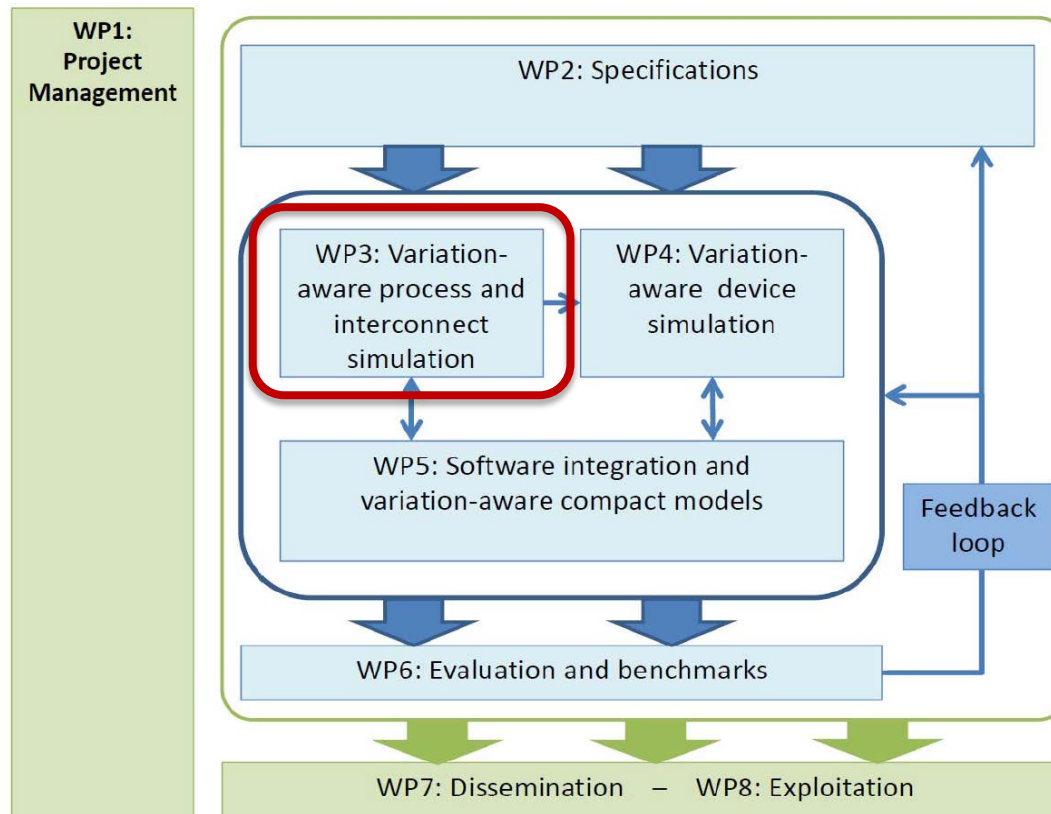 WP1:
Project
Management
WP2: Specifications
WP3: Variation-
aware process and
interconnect
simulation
WP4: Variation-
aware device
simulation
WP5: Software integration and
variation-aware compact models
Feedback
loop
WP6: Evaluation and benchmarks
WP7: Dissemination – WP8: Exploitation